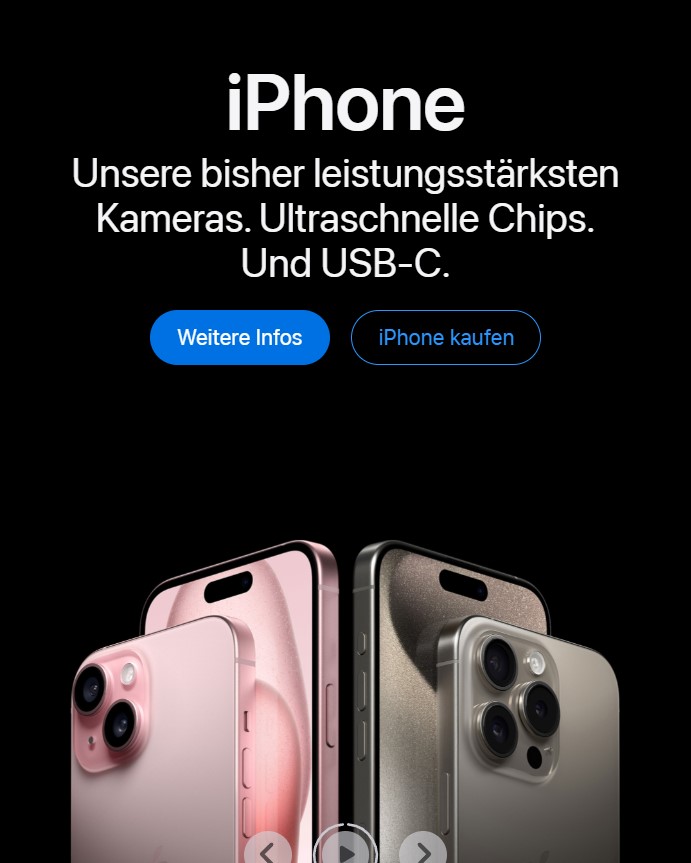 iPhone
Unsere bisher leistungsstärksten
Kameras. Ultraschnelle Chips.
Und USB-C.
Weitere Infos
iPhone kaufen